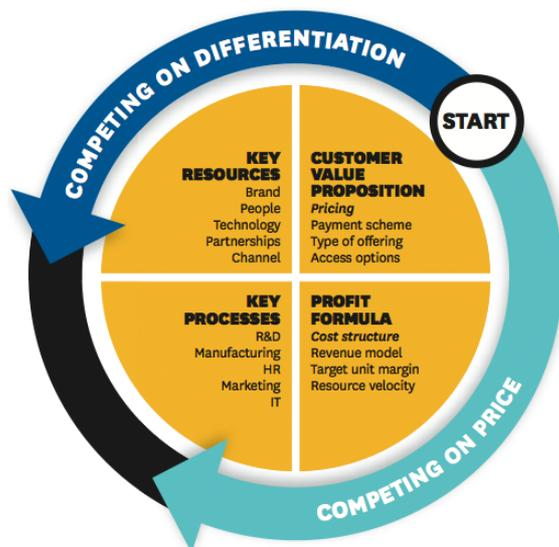 COMPETING ON DIFFERENTIATION
START
KEY
RESOURCES
Brand
People
Technology
Partnerships
Channel
CUSTOMER
VALUE
PROPOSITION
Pricing
Payment scheme
Type of offering
Access options
KEY
PROCESSES
R&D
Manufacturing
HR
Marketing
IT
PROFIT
FORMULA
Cost structure
Revenue model
Target unit margin
Resource velocity
COMPETING ON PRICE